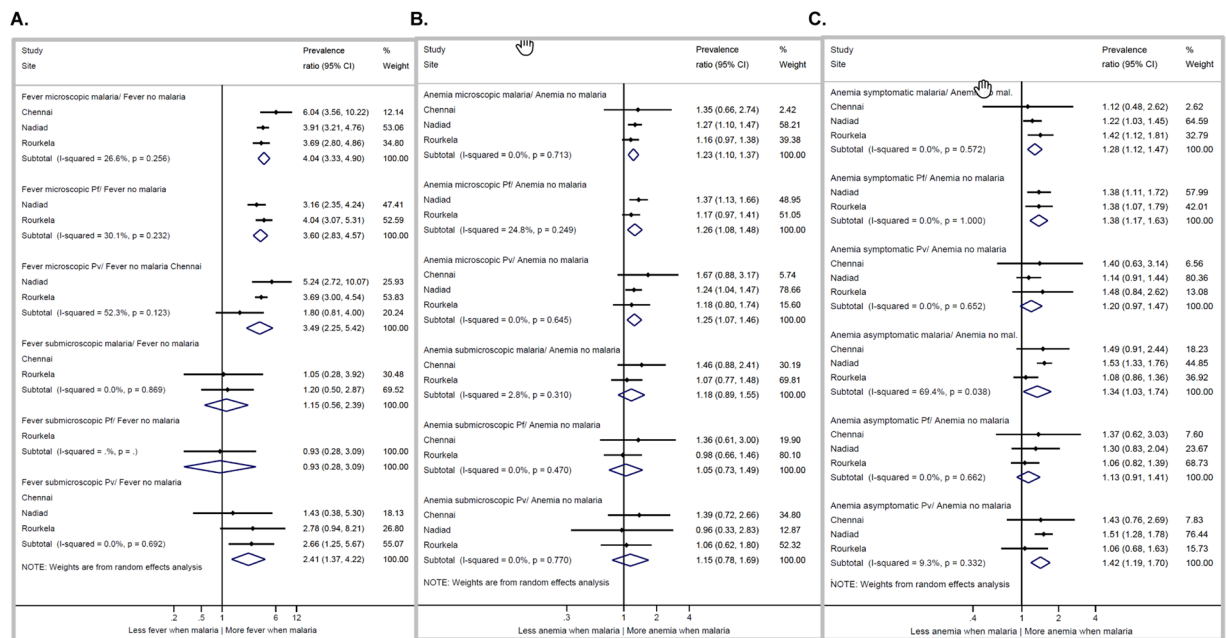 A.
Study Prevalence %
Site ratio (95% CI) Weight
Fever microscopic malaria/ Fever no malaria
Chennai 6.04 (3.56, 10.22) 12.14
Nadiad 3.91 (3.21, 4.76) 53.06
Rourkela 3.69 (2.80, 4.86) 34.80
Subtotal (I-squared = 26.6%, p = 0.256) 4.04 (3.33, 4.90) 100.00
Fever microscopic Pf/ Fever no malaria
Nadiad 3.16 (2.35, 4.24) 47.41
Rourkela 4.04 (3.07, 5.31) 52.59
Subtotal (I-squared = 30.1%, p = 0.232) 3.60 (2.83, 4.57) 100.00
Fever microscopic Pv/ Fever no malaria Chennai
Nadiad 5.24 (2.72, 10.07) 25.93
Rourkela 3.69 (3.00, 4.54) 53.83
Subtotal (I-squared = 52.3%, p = 0.123) 1.80 (0.81, 4.00) 20.24
3.49 (2.25, 5.42) 100.00
Fever submicroscopic malaria/ Fever no malaria
Chennai
Rourkela 1.05 (0.28, 3.92) 30.48
Subtotal (I-squared = 0.0%, p = 0.869) 1.20 (0.50, 2.87) 69.52
1.15 (0.56, 2.39) 100.00
Fever submicroscopic Pf/ Fever no malaria
Rourkela
Subtotal (I-squared = .%, p = .) 0.93 (0.28, 3.09) 100.00
0.93 (0.28, 3.09) 100.00
Fever submicroscopic Pv/ Fever no malaria
Chennai
Nadiad 1.43 (0.38, 5.30) 18.13
Rourkela 2.78 (0.94, 8.21) 26.80
Subtotal (I-squared = 0.0%, p = 0.692) 2.66 (1.25, 5.67) 55.07
2.41 (1.37, 4.22) 100.00
NOTE: Weights are from random effects analysis
.2 .5 1 6 12
Less fever when malaria | More fever when malaria
B.
Study Prevalence %
Site ratio (95% CI) Weight
Anemia microscopic malaria/ Anemia no malaria
Chennai 1.35 (0.66, 2.74) 2.42
Nadiad 1.27 (1.10, 1.47) 58.21
Rourkela 1.16 (0.97, 1.38) 39.38
Subtotal (I-squared = 0.0%, p = 0.713) 1.23 (1.10, 1.37) 100.00
Anemia microscopic Pf/ Anemia no malaria
Nadiad 1.37 (1.13, 1.66) 48.95
Rourkela 1.17 (0.97, 1.41) 51.05
Subtotal (I-squared = 24.8%, p = 0.249) 1.26 (1.08, 1.48) 100.00
Anemia microscopic Pv/ Anemia no malaria
Chennai 1.67 (0.88, 3.17) 5.74
Nadiad 1.24 (1.04, 1.47) 78.66
Rourkela 1.18 (0.80, 1.74) 15.60
Subtotal (I-squared = 0.0%, p = 0.645) 1.25 (1.07, 1.46) 100.00
Anemia submicroscopic malaria/ Anemia no malaria
Chennai 1.46 (0.88, 2.41) 30.19
Rourkela 1.07 (0.77, 1.48) 69.81
Subtotal (I-squared = 2.8%, p = 0.310) 1.18 (0.89, 1.55) 100.00
Anemia submicroscopic Pf/ Anemia no malaria
Chennai 1.36 (0.61, 3.00) 19.90
Rourkela 0.98 (0.66, 1.46) 80.10
Subtotal (I-squared = 0.0%, p = 0.470) 1.05 (0.73, 1.49) 100.00
Anemia submicroscopic Pv/ Anemia no malaria
Chennai 1.39 (0.72, 2.66) 34.80
Nadiad 0.96 (0.33, 2.83) 12.87
Rourkela 1.06 (0.62, 1.80) 52.32
Subtotal (I-squared = 0.0%, p = 0.770) 1.15 (0.78, 1.69) 100.00
NOTE: Weights are from random effects analysis
.3 1 2 4
Less anemia when malaria | More anemia when malaria
C.
Study Prevalence %
Site ratio (95% CI) Weight
Anemia symptomatic malaria/ Anemia no mal.
Chennai 1.12 (0.48, 2.62) 2.62
Nadiad 1.22 (1.03, 1.45) 64.59
Rourkela 1.42 (1.12, 1.81) 32.79
Subtotal (I-squared = 0.0%, p = 0.572) 1.28 (1.12, 1.47) 100.00
Anemia symptomatic Pf/ Anemia no malaria
Nadiad 1.38 (1.11, 1.72) 57.99
Rourkela 1.38 (1.07, 1.79) 42.01
Subtotal (I-squared = 0.0%, p = 1.000) 1.38 (1.17, 1.63) 100.00
Anemia symptomatic Pv/ Anemia no malaria
Chennai 1.40 (0.63, 3.14) 6.56
Nadiad 1.14 (0.91, 1.44) 80.36
Rourkela 1.48 (0.84, 2.62) 13.08
Subtotal (I-squared = 0.0%, p = 0.652) 1.20 (0.97, 1.47) 100.00
Anemia asymptomatic malaria/ Anemia no mal.
Chennai 1.49 (0.91, 2.44) 18.23
Nadiad 1.53 (1.33, 1.76) 44.85
Rourkela 1.08 (0.86, 1.36) 36.92
Subtotal (I-squared = 69.4%, p = 0.038) 1.34 (1.03, 1.74) 100.00
Anemia asymptomatic Pf/ Anemia no malaria
Chennai 1.37 (0.62, 3.03) 7.60
Nadiad 1.30 (0.83, 2.04) 23.67
Rourkela 1.06 (0.82, 1.39) 68.73
Subtotal (I-squared = 0.0%, p = 0.662) 1.13 (0.91, 1.41) 100.00
Anemia asymptomatic Pv/ Anemia no malaria
Chennai 1.43 (0.76, 2.69) 7.83
Nadiad 1.51 (1.28, 1.78) 76.44
Rourkela 1.06 (0.68, 1.63) 15.73
Subtotal (I-squared = 9.3%, p = 0.332) 1.42 (1.19, 1.70) 100.00
NOTE: Weights are from random effects analysis
.4 1 2 4
Less anemia when malaria | More anemia when malaria